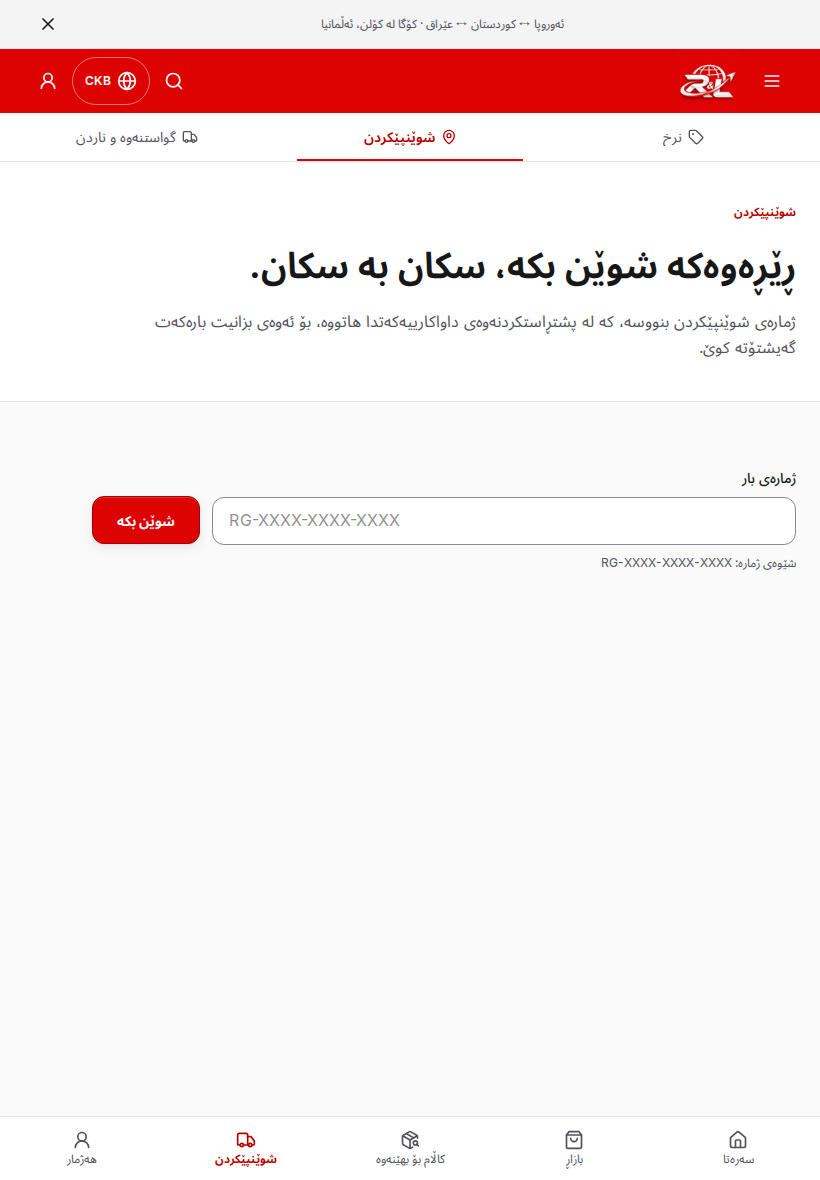 ئەوروپا ↔ کوردستان ↔ عێراق · کۆگا لە کۆڵن، ئەڵمانیا
R&L
CKB
نرخ
شوێنپێکردن
گواستنەوە و ناردن
شوێنپێکردن
ڕێڕەوەکە شوێن بکە، سکان بە سکان.
ژمارەی شوێنپێکردن بنووسە، کە لە پشتڕاستکردنەوەی داواکارییەکەتدا هاتووە، بۆ ئەوەی بزانیت بارەکەت
گەیشتۆتە کوێ.
ژمارەی بار
RG-XXXX-XXXX-XXXX
شوێن بکە
شێوەی ژمارە: RG-XXXX-XXXX-XXXX
سەرەتا
بازاڕ
کاڵام بۆ بهێنەوە
شوێنپێکردن
هەژمار